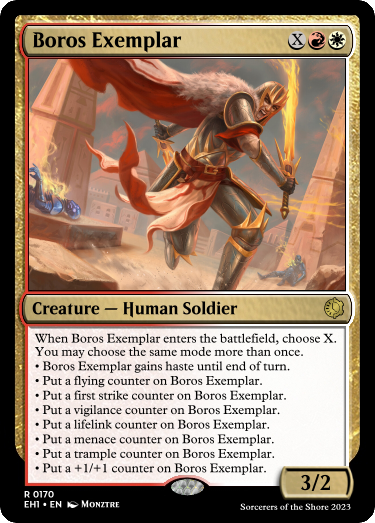 Boros Exemplar X
Creature — Human Soldier
When Boros Exemplar enters the battlefield, choose X.
You may choose the same mode more than once.
• Boros Exemplar gains haste until end of turn.
• Put a flying counter on Boros Exemplar.
• Put a first strike counter on Boros Exemplar.
• Put a vigilance counter on Boros Exemplar.
• Put a lifelink counter on Boros Exemplar.
• Put a menace counter on Boros Exemplar.
• Put a trample counter on Boros Exemplar.
• Put a +1/+1 counter on Boros Exemplar.
3/2
R 0170
EH1 • EN Monztre
Sorcerers of the Shore 2023